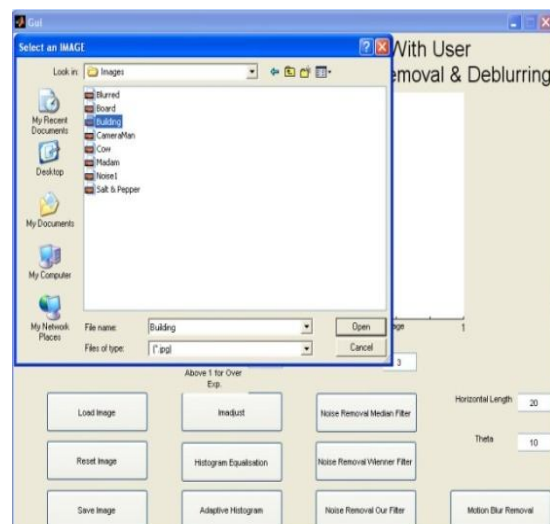 Gui
Select an IMAGE
With User
emoval & Deblurring
Look in:
Images
My Recent
Documents
Desktop
My Documents
My Computer
My Network
Places
Blurred
Board
Building
CameraMan
Cow
Madam
Noise1
Salt & Pepper
File name:
Building
Open
Files of type:
(*.jpg)
Cancel
age
1
3
Above 1 for Over
Exp.
Load Image
Imadjust
Noise Removal Median Filter
Horizontal Length
20
Theta
10
Reset Image
Histogram Equalisation
Noise Removal Wienner Filter
Save Image
Adaptive Histogram
Noise Removal Our Filter
Motion Blur Removal